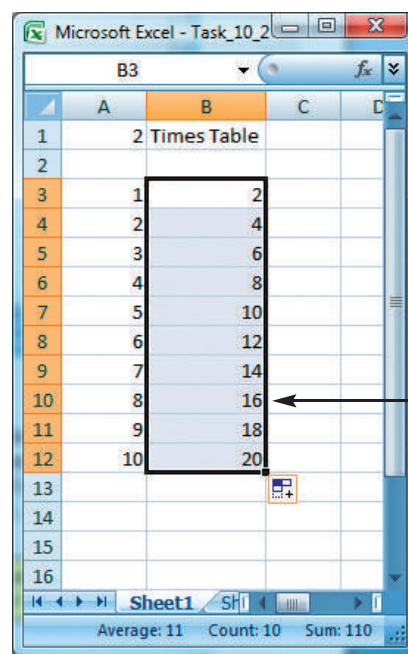 Microsoft Excel - Task_10_2
B3 fx
A B C D
1 2 Times Table
2
3 1 2
4 2 4
5 3 6
6 4 8
7 5 10
8 6 12
9 7 14
10 8 16
11 9 18
12 10 20
13
14
15
16
Sheet1 Sh
Average: 11 Count: 10 Sum: 110